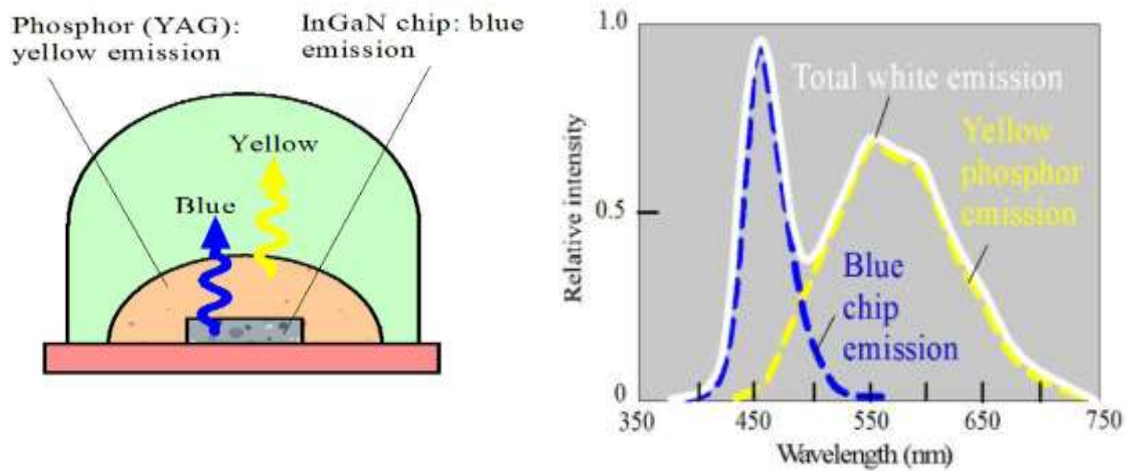 Phosphor (YAG):
yellow emission
InGaN chip: blue
emission
Yellow
Blue
1.0
0.5
0
Relative intensity
Total white emission
Yellow
phosphor
emission
Blue
chip
emission
350
450
550
650
750
Wavelength (nm)